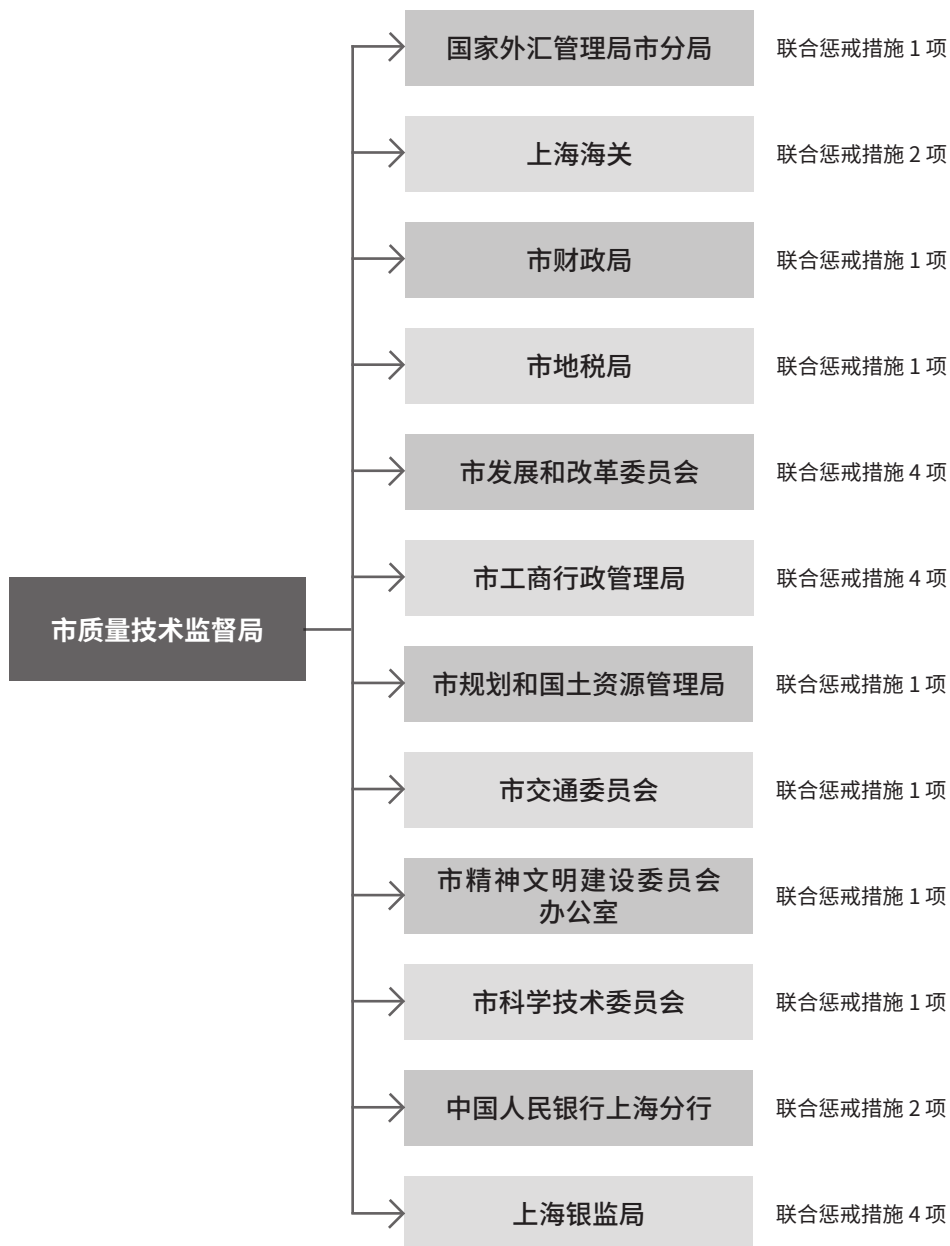 国家外汇管理局市分局 联合惩戒措施 1 项
上海海关 联合惩戒措施 2 项
市财政局 联合惩戒措施 1 项
市地税局 联合惩戒措施 1 项
市发展和改革委员会 联合惩戒措施 4 项
市工商行政管理局 联合惩戒措施 4 项
市质量技术监督局
市规划和国土资源管理局 联合惩戒措施 1 项
市交通委员会 联合惩戒措施 1 项
市精神文明建设委员会
办公室 联合惩戒措施 1 项
市科学技术委员会 联合惩戒措施 1 项
中国人民银行上海分行 联合惩戒措施 2 项
上海银监局 联合惩戒措施 4 项